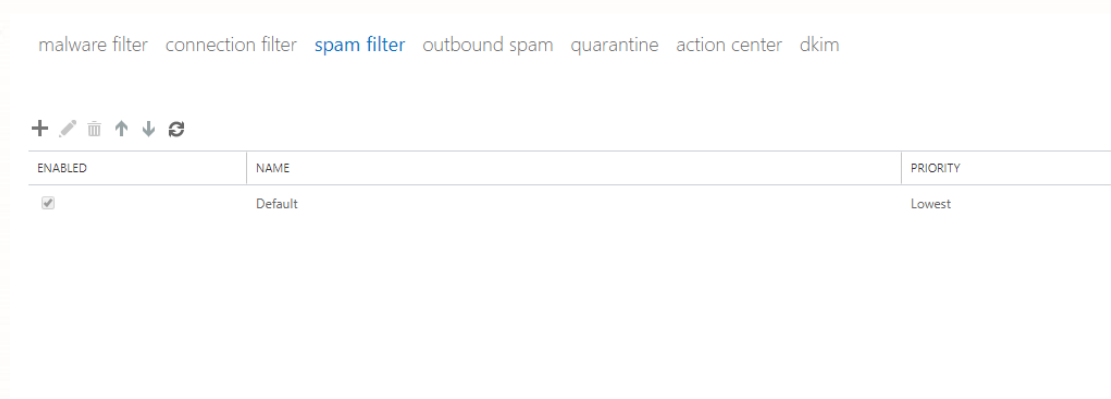 malware filter connection filter spam filter outbound spam quarantine action center dkim
ENABLED NAME PRIORITY
Default Lowest